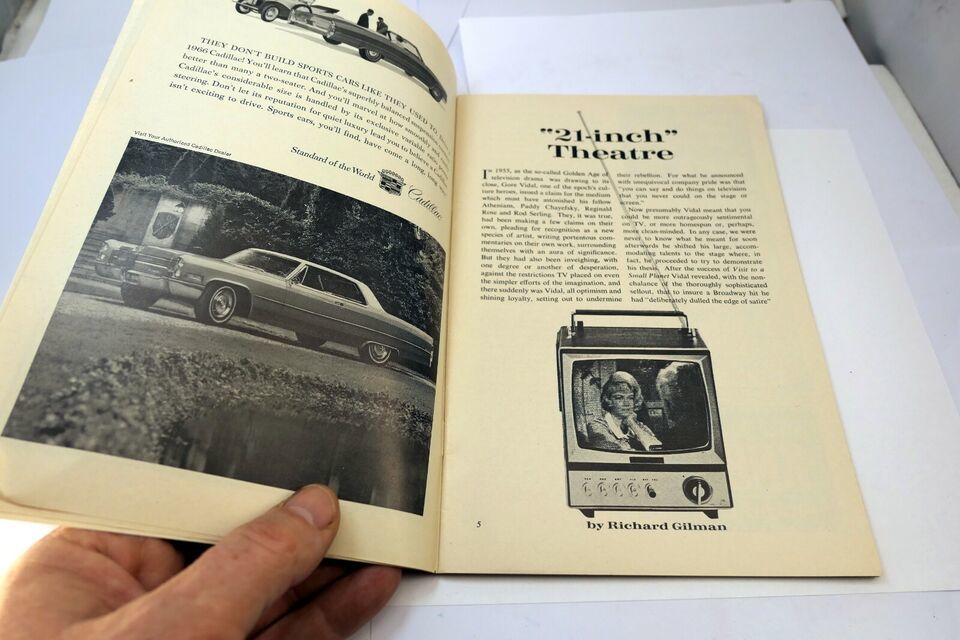 THEY DON'T BUILD SPORTS CARS LIKE THEY USED TO.
1966 Cadillac! You'll learn that Cadillac's superbly balanced suspension
better than many a two-seater. And you'll marvel at how smoothly and
Cadillac's considerable size is handled by its exclusive variable ratio
steering. Don't let its reputation for quiet luxury lead you to believe a
isn't exciting to drive. Sports cars, you'll find, have come a long, long
Visit Your Authorized Cadillac Dealer
Standard of the World
Cadillac
"21-inch"
Theatre
In 1955, as the so-called Golden Age of
television drama was drawing to its
close, Gore Vidal, one of the epoch's cul-
ture heroes, issued a claim for the medium
which must have astonished his fellow
Athenians, Paddy Chayefsky, Reginald
Rose and Rod Serling. They, it was true,
had been making a few claims on their
own, pleading for recognition as a new
species of artist, writing portentous com-
mentaries on their own work, surrounding
themselves with an aura of significance.
But they had also been inveighing, with
one degree or another of desperation,
against the restrictions TV placed on even
the simpler efforts of the imagination, and
there suddenly was Vidal, all optimism and
shining loyalty, setting out to undermine
their rebellion. For what he announced
with unequivocal company pride was that
"you can say and do things on television
that you never could on the stage or
screen."
Now presumably Vidal meant that you
could be more outrageously sentimental
on TV, or more homespun or, perhaps,
more clean-minded. In any case, we were
never to know what he meant for soon
afterwards he shifted his large, accom-
modating talents to the stage where, in
fact, he proceeded to try to demonstrate
his thesis. After the success of Visit to a
Small Planet Vidal revealed, with the non-
chalance of the thoroughly sophisticated
sellout, that to insure a Broadway hit he
had "deliberately dulled the edge of satire"
5
by Richard Gilman